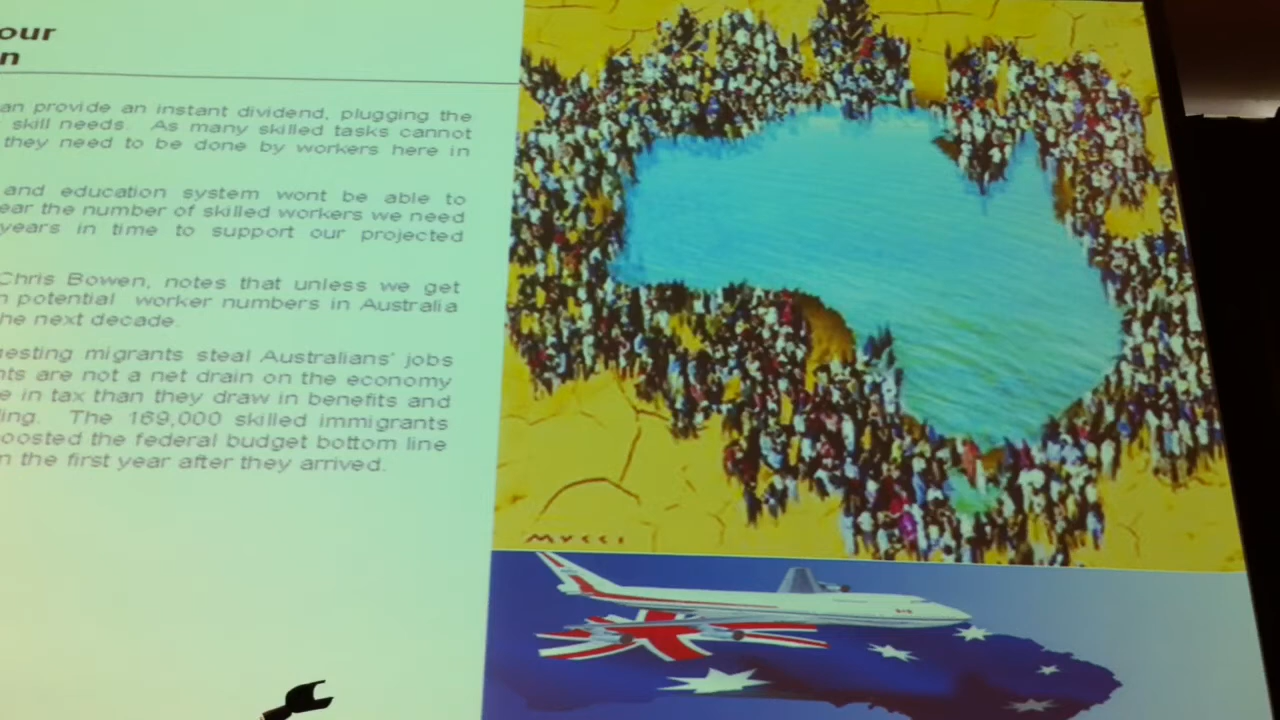 our
n
an provide an instant dividend, plugging the
skill needs. As many skilled tasks cannot
they need to be done by workers here in
and education system wont be able to
ear the number of skilled workers we need
years in time to support our projected
Chris Bowen, notes that unless we get
n potential worker numbers in Australia
he next decade.
gesting migrants steal Australians' jobs
nts are not a net drain on the economy
e in tax than they draw in benefits and
ing. The 169,000 skilled immigrants
oosted the federal budget bottom line
n the first year after they arrived.
MUCCI